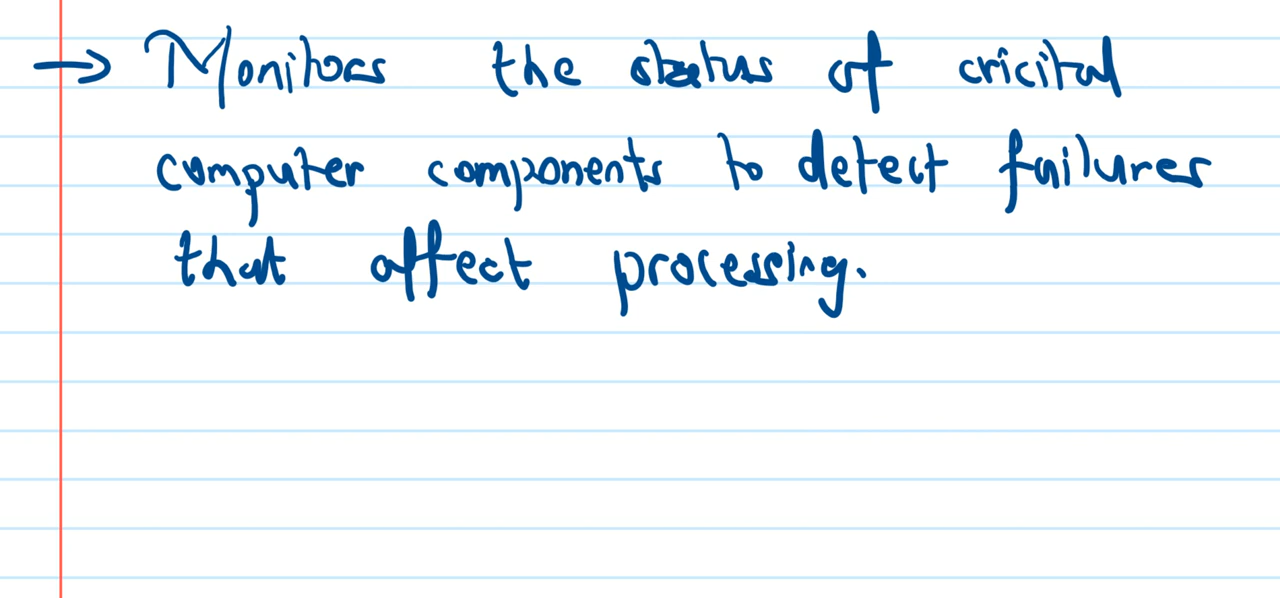 → Monitors the status of cricital
computer components to detect failures
that affect processing.